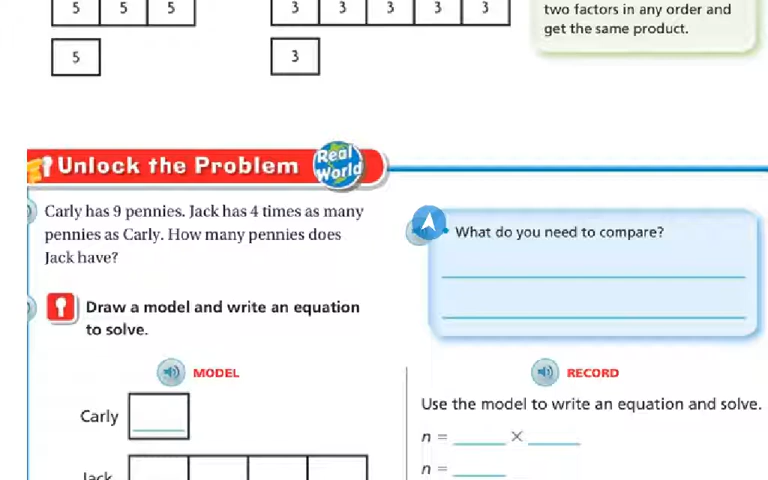 5 5 5
3 3 3 3 3
two factors in any order and
get the same product.
5
3
Unlock the Problem
Real
World
Carly has 9 pennies. Jack has 4 times as many
pennies as Carly. How many pennies does
Jack have?
What do you need to compare?
Draw a model and write an equation
to solve.
MODEL
Carly
Jack
RECORD
Use the model to write an equation and solve.
n = ______ × ______
n = ______